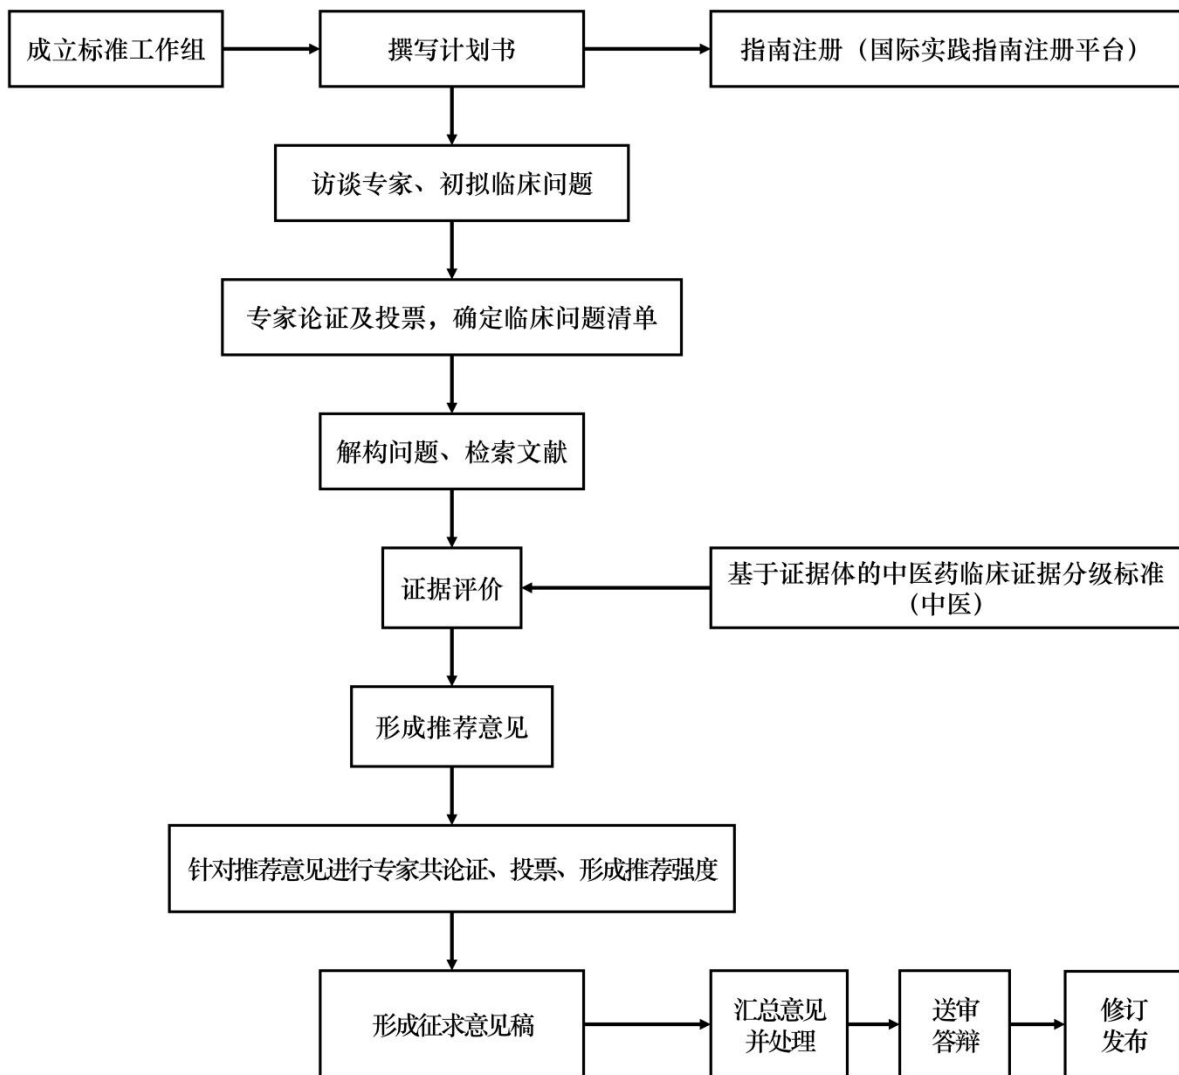 成立标准工作组
撰写计划书
指南注册（国际实践指南注册平台）
访谈专家、初拟临床问题
专家论证及投票，确定临床问题清单
解构问题、检索文献
证据评价
基于证据体的中医药临床证据分级标准
（中医）
形成推荐意见
针对推荐意见进行专家共论证、投票、形成推荐强度
形成征求意见稿
汇总意见
并处理
送审
答辩
修订
发布